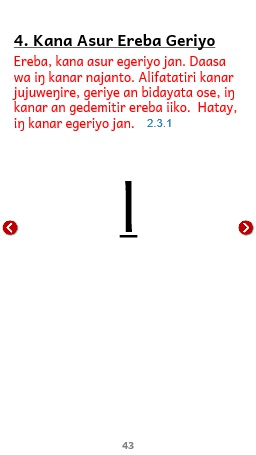 4. Kana Asur Ereba Geriyo
Ereba, kana asur egeriyo jan. Daasa
wa iŋ kanar najanto. Alifatatiri kanar
jujuweŋire, geriye an bidayata ose, iŋ
kanar an gedemitir ereba iiko. Hatay,
iŋ kanar egeriyo jan. 2.3.1
l
43